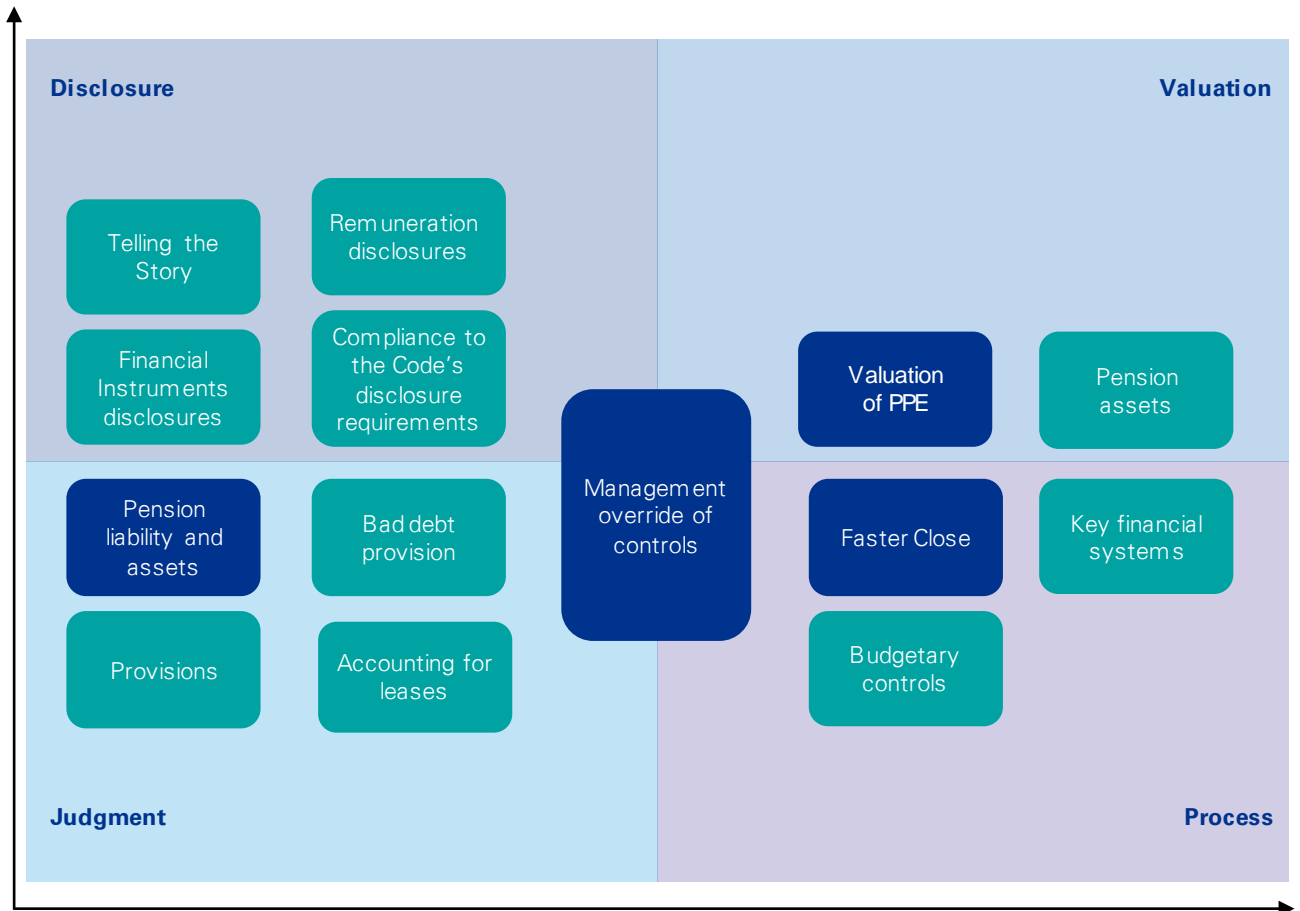 Disclosure
Valuation
Telling the
Story
Remuneration
disclosures
Financial
Instruments
disclosures
Compliance to
the Code's
disclosure
requirements
Valuation
of PPE
Pension
assets
Management
override of
controls
Pension
liability and
assets
Bad debt
provision
Faster Close
Key financial
systems
Provisions
Accounting for
leases
Budgetary
controls
Judgment
Process